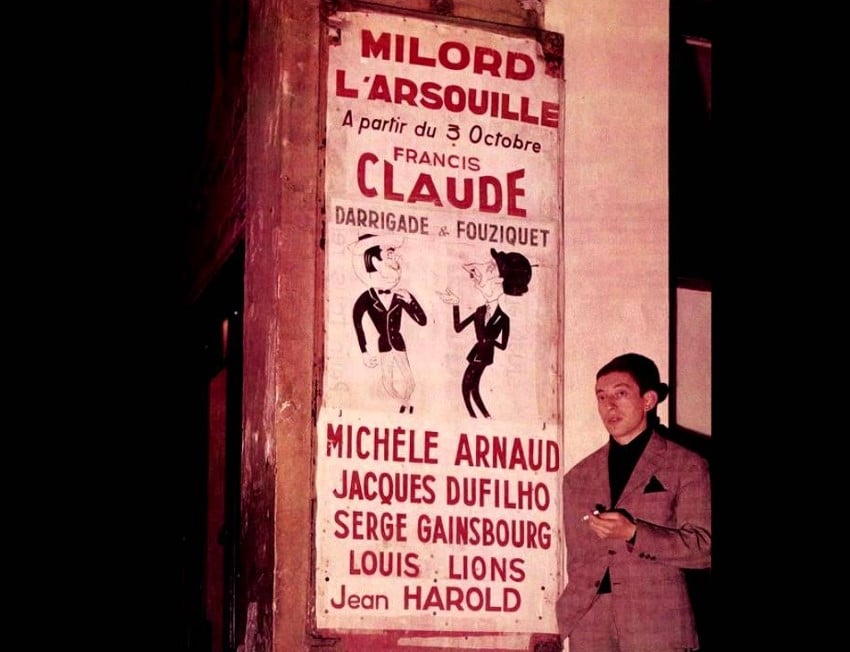 MILORD
L'ARSOUILLE
A partir du 3 Octobre
FRANCIS
CLAUDE
DARRIGADE & FOUZIQUET
MICHÈLE ARNAUD
JACQUES DUFILHO
SERGE GAINSBOURG
LOUIS LIONS
Jean HAROLD